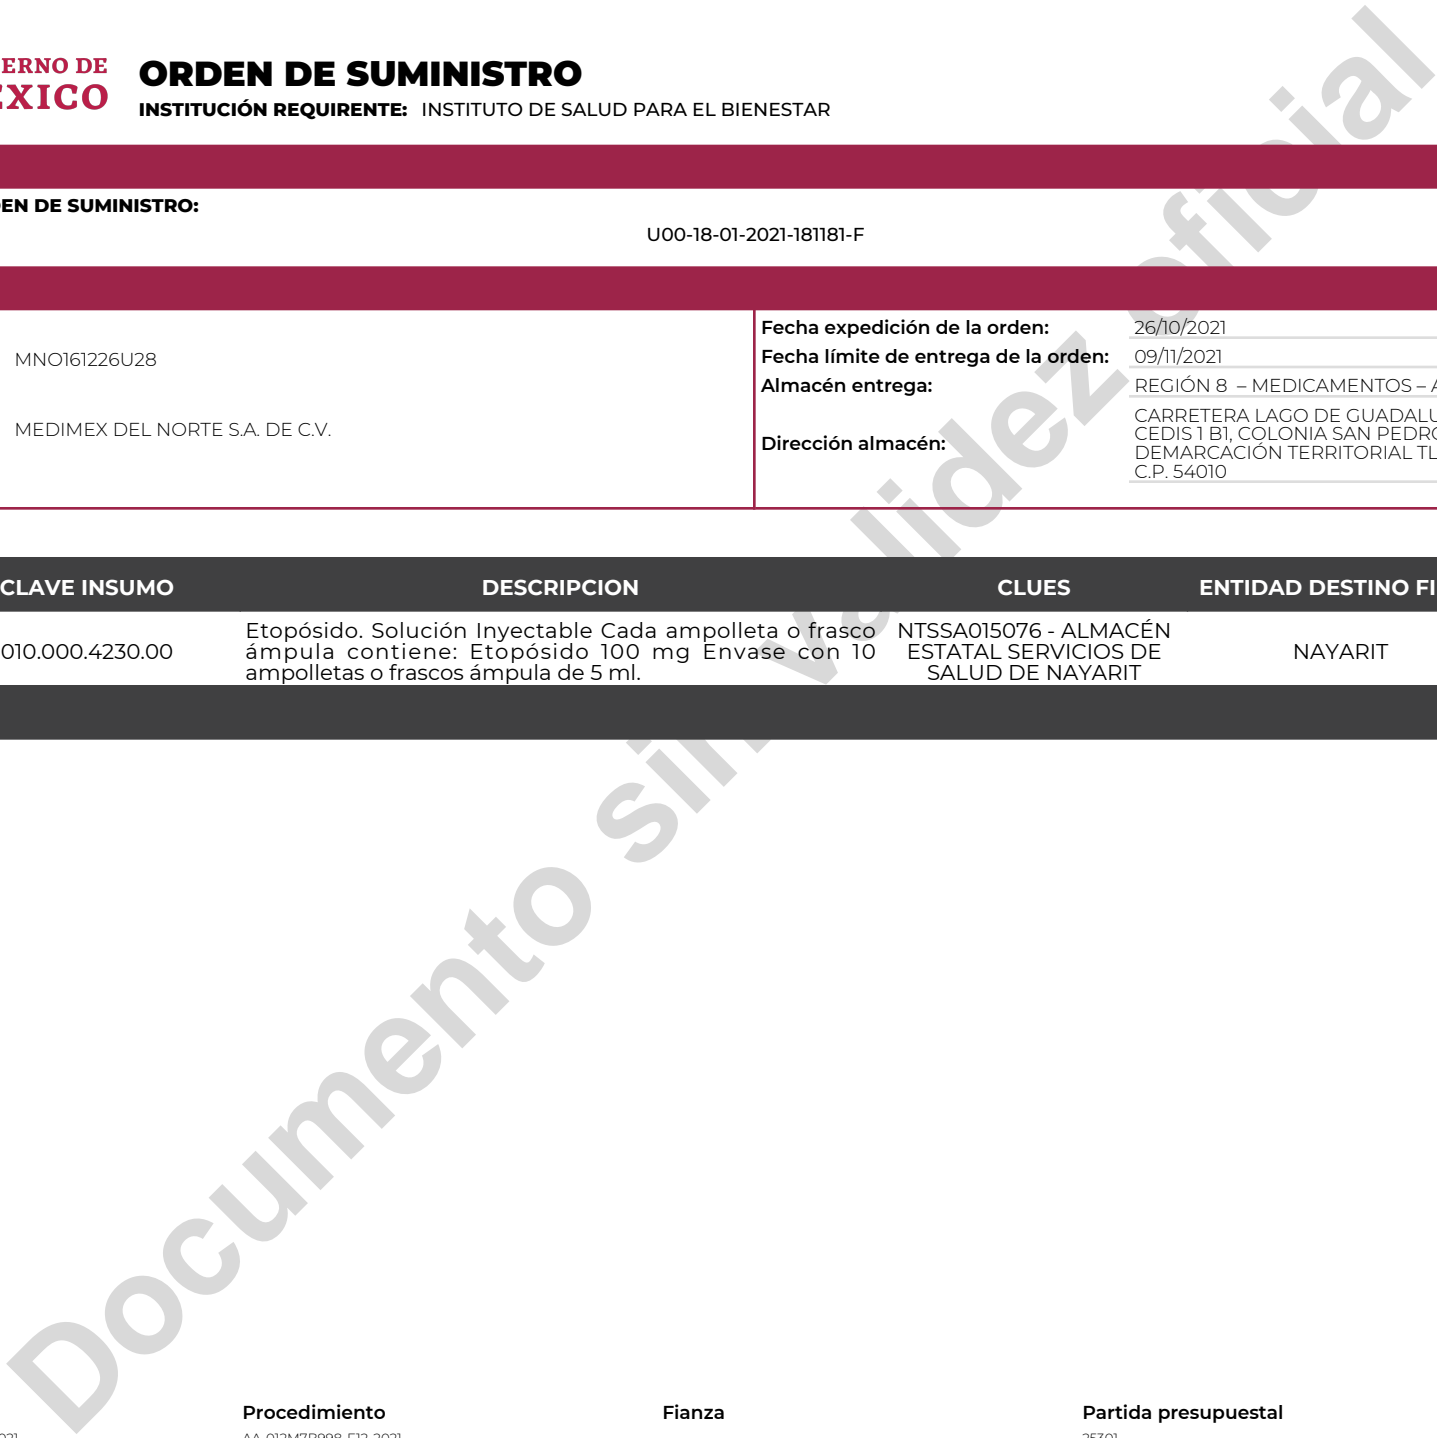 ERNO DE
ORDEN DE SUMINISTRO
INSTITUCIÓN REQUIRENTE: INSTITUTO DE SALUD PARA EL BIENESTAR
EN DE SUMINISTRO:
U00-18-01-2021-181181-F
MNO161226U28
MEDIMEX DEL NORTE S.A. DE C.V.
Fecha expedición de la orden: 26/10/2021
Fecha límite de entrega de la orden: 09/11/2021
Almacén entrega: REGIÓN 8 – MEDICAMENTOS – A
Dirección almacén: CARRETERA LAGO DE GUADALU
CEDIS 1 B1, COLONIA SAN PEDRO
DEMARCACIÓN TERRITORIAL TL
C.P. 54010
CLAVE INSUMO DESCRIPCION CLUES ENTIDAD DESTINO FI
010.000.4230.00 Etopósido. Solución Inyectable Cada ampolleta o frasco ámpula contiene: Etopósido 100 mg Envase con 10 ampolletas o frascos ámpula de 5 ml. NTSSA015076 - ALMACÉN ESTATAL SERVICIOS DE SALUD DE NAYARIT NAYARIT
Documento sin validez oficial
Procedimiento Fianza Partida presupuestal